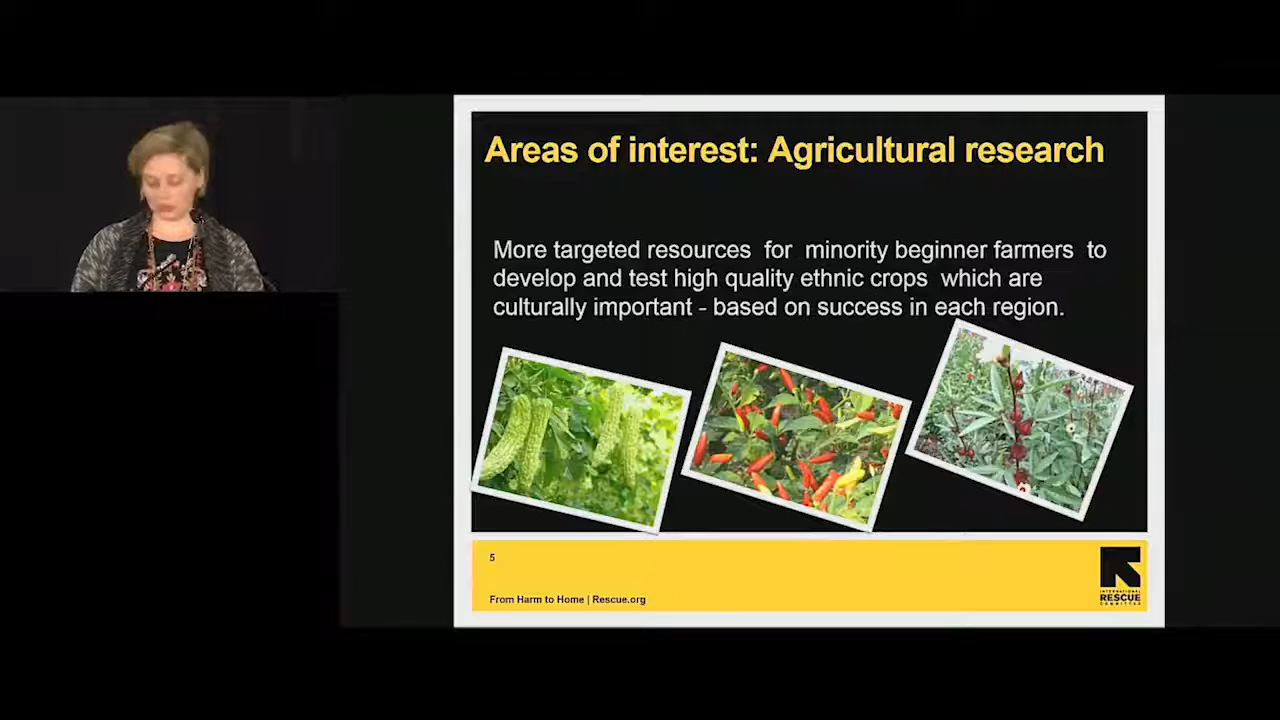 Areas of interest: Agricultural research
More targeted resources for minority beginner farmers to
develop and test high quality ethnic crops which are
culturally important - based on success in each region.
5
From Harm to Home | Rescue.org
INTERNATIONAL
RESCUE
COMMITTEE